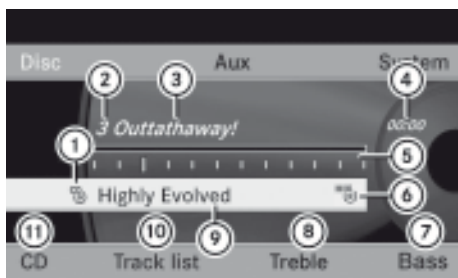 Disc Aux System
2 3 4
3 Outtathaway! 00:00
1 5
Highly Evolved 6
11 10 9 8 7
CD Track list Treble Bass